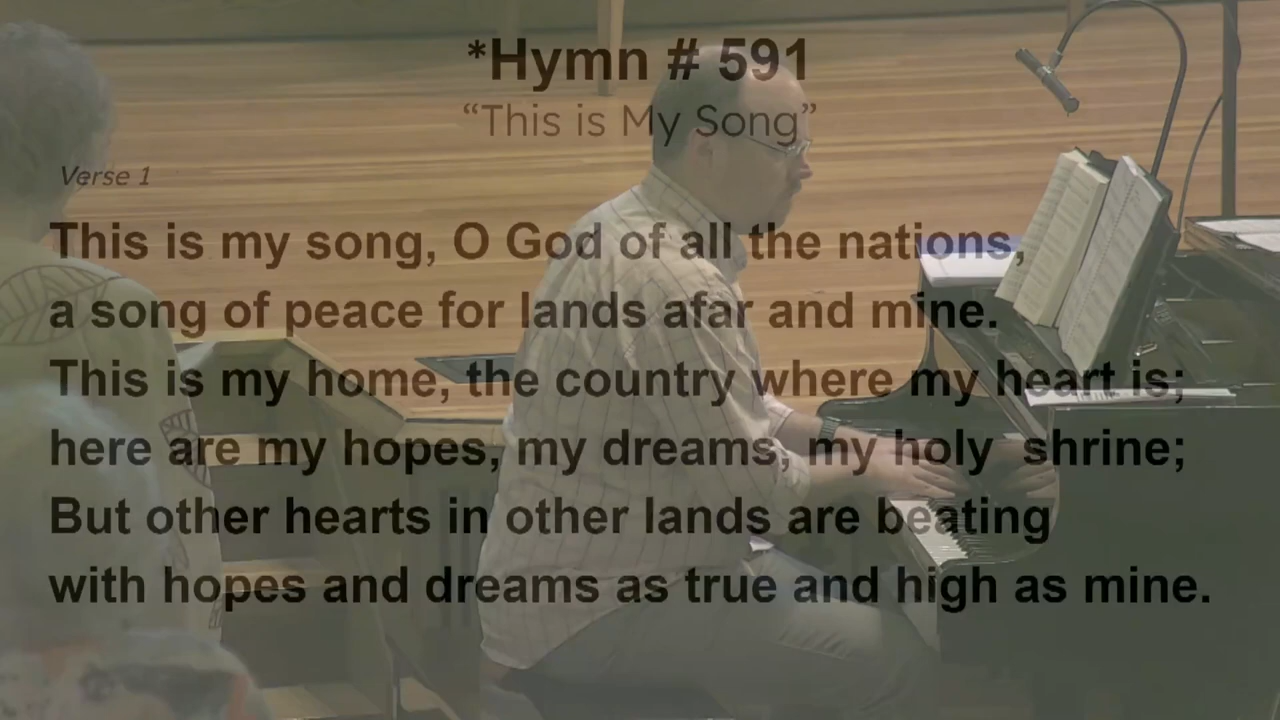 *Hymn # 591
“This is My Song”
Verse 1
This is my song, O God of all the nations,
a song of peace for lands afar and mine.
This is my home, the country where my heart is;
here are my hopes, my dreams, my holy shrine;
But other hearts in other lands are beating
with hopes and dreams as true and high as mine.